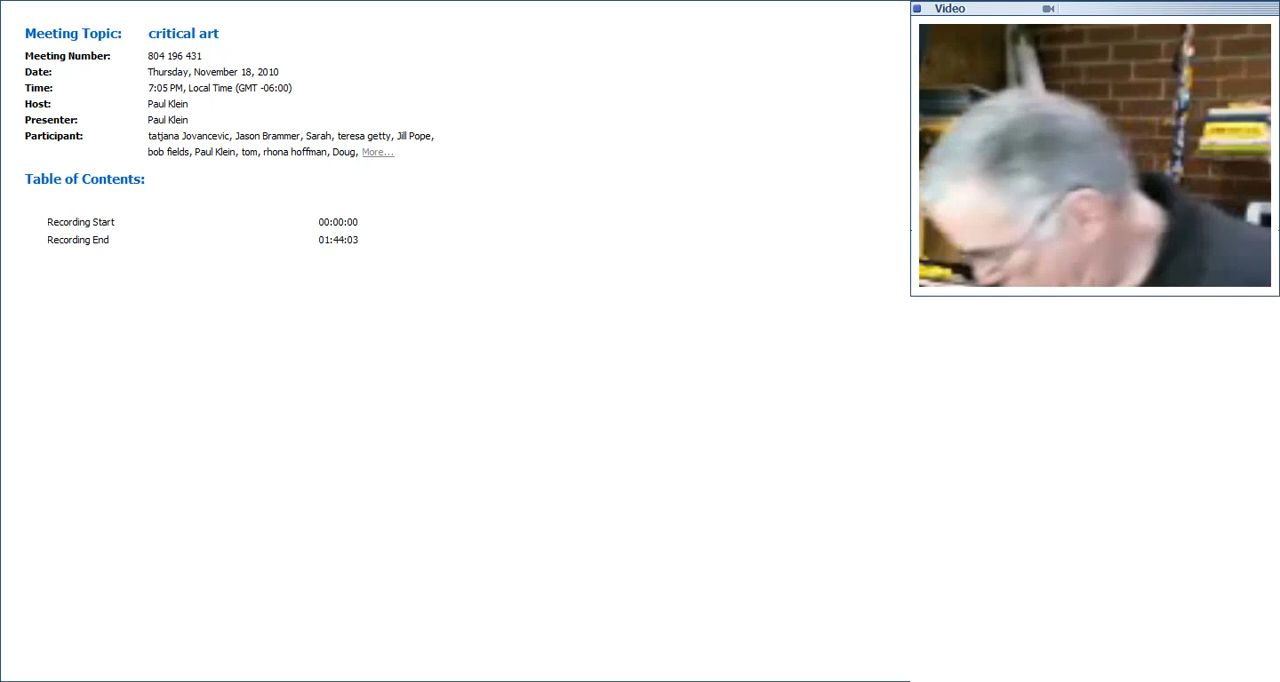 Meeting Topic: critical art
Meeting Number: 804 196 431
Date: Thursday, November 18, 2010
Time: 7:05 PM, Local Time (GMT -06:00)
Host: Paul Klein
Presenter: Paul Klein
Participant: tatjana Jovancevic, Jason Brammer, Sarah, teresa getty, Jill Pope,
bob fields, Paul Klein, tom, rhona hoffman, Doug, More...
Table of Contents:
Recording Start 00:00:00
Recording End 01:44:03
Video